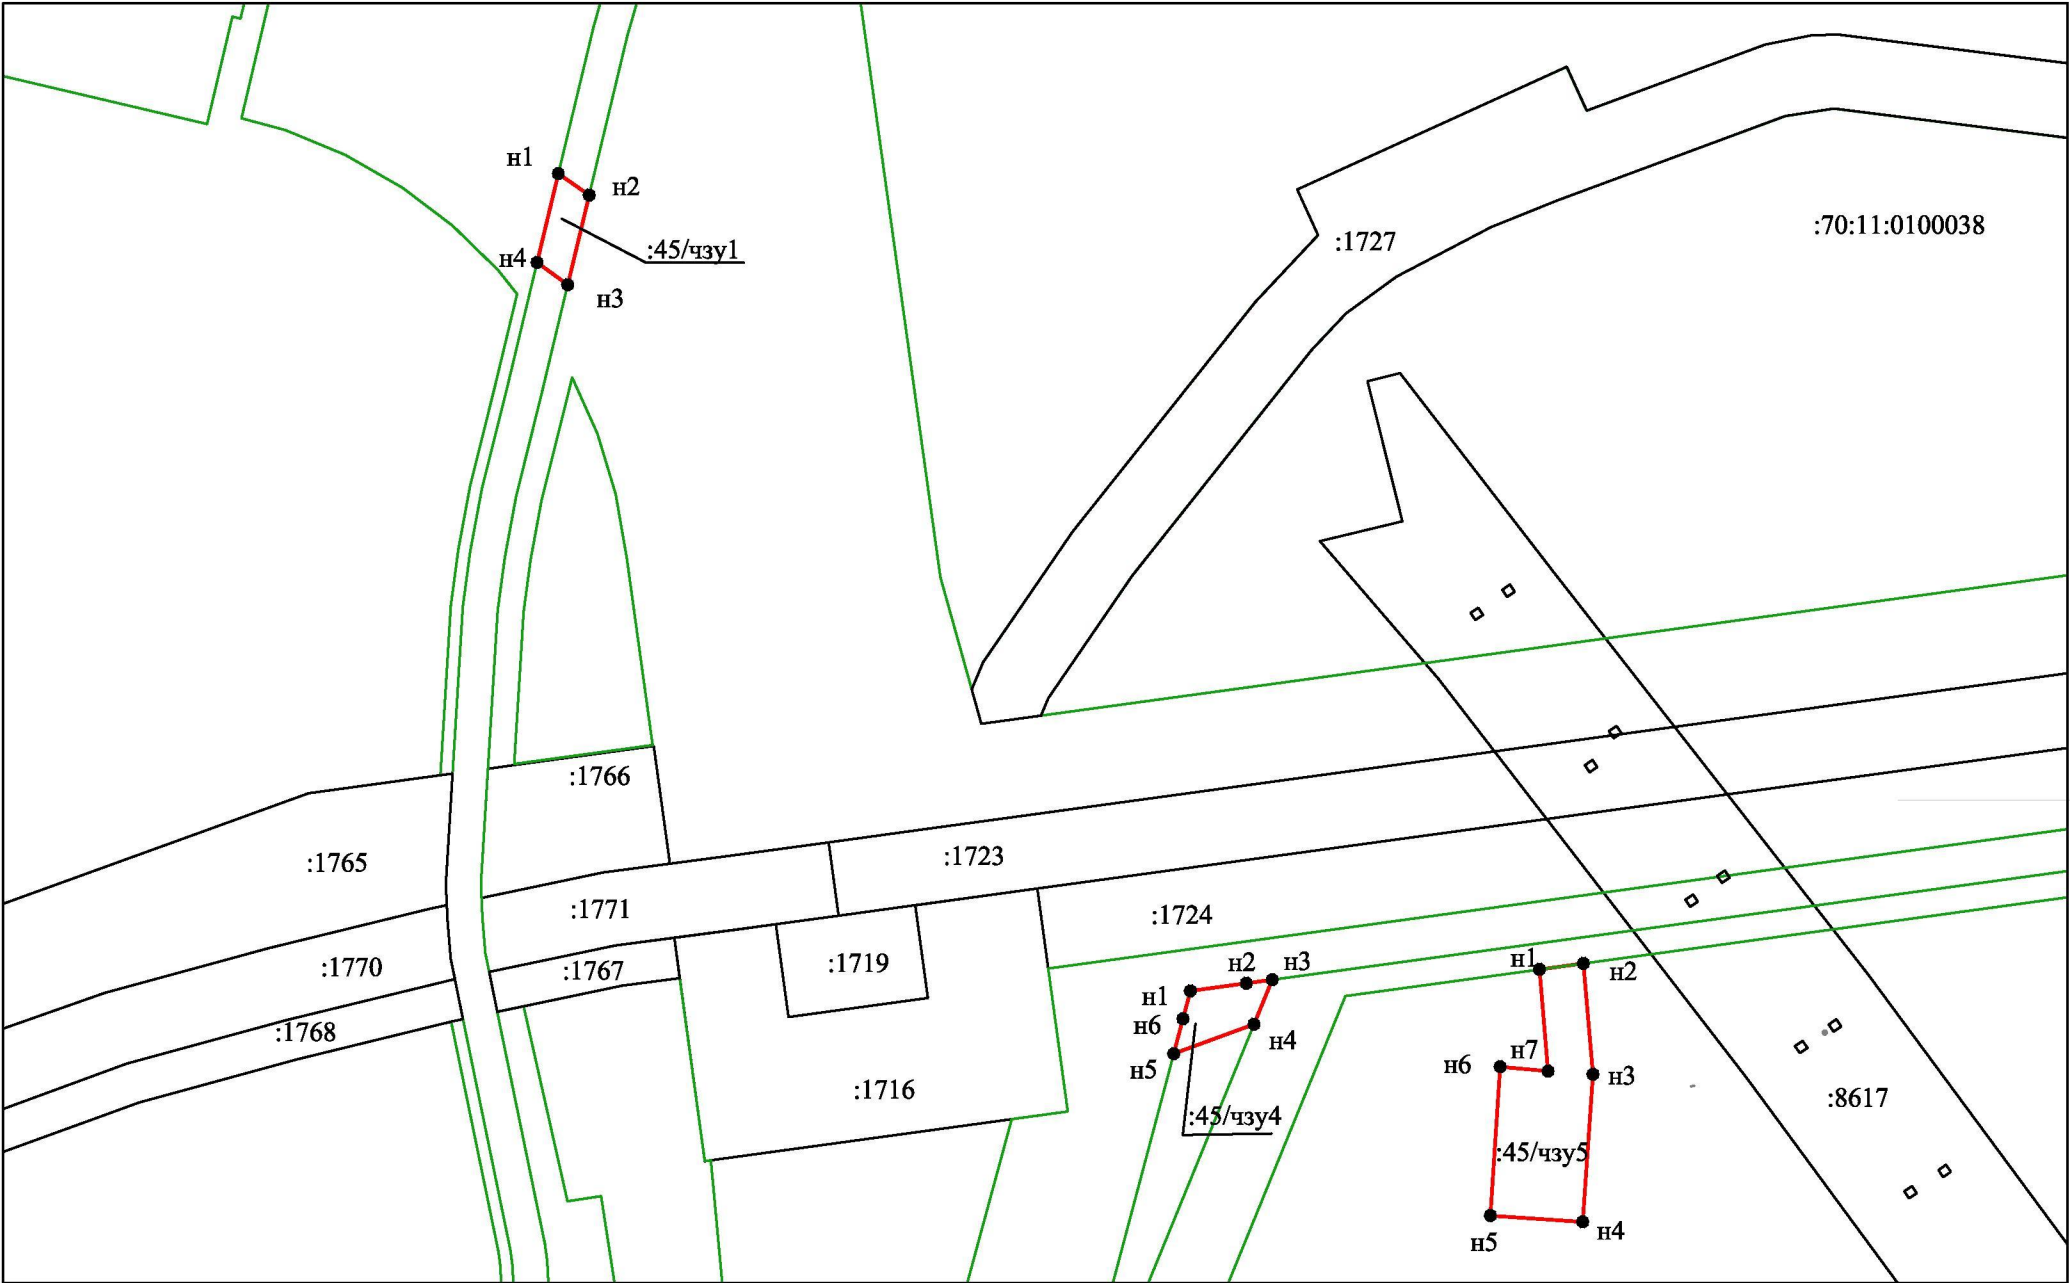 н1
н2
:45/чзу1
н4
н3
:1727
:70:11:0100038
:1766
:1765
:1723
:1771
:1724
:1770
:1767
:1719
:1768
:1716
н1
н2
н3
н6
н4
н5
:45/чзу4
н1
н2
н7
н6
н3
:45/чзу5
н5
н4
:8617